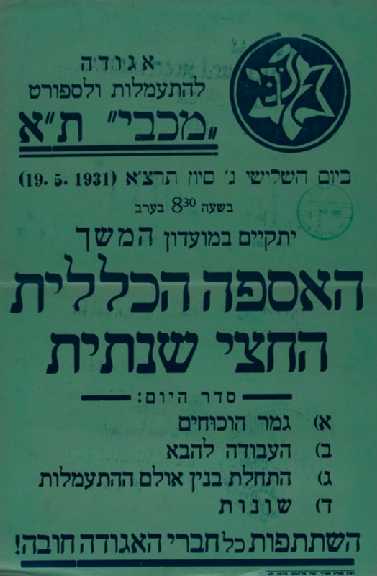 אגודה
להתעמלות ולספורט
„מכבי" ת"א
ביום השלישי ג' סיון תרצ"א (19. 5. 1931)
בשעה 8³⁰ בערב
יתקיים במועדון המשך
האספה הכללית
החצי שנתית
סדר היום:
א) גמר הוכוחים
ב) העבודה להבא
ג) התחלת בנין אולם ההתעמלות
ד) שונות
השתתפות כל חברי האגודה חובה!